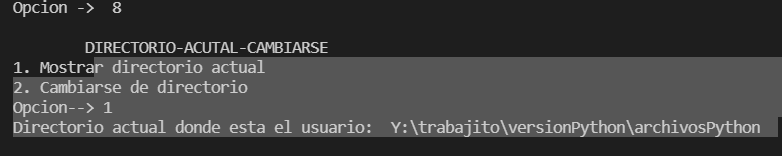 Opcion -> 8
DIRECTORIO-ACUTAL-CAMBIARSE
1. Mostrar directorio actual
2. Cambiarse de directorio
Opcion--> 1
Directorio actual donde esta el usuario: Y:\trabajito\versionPython\archivosPython